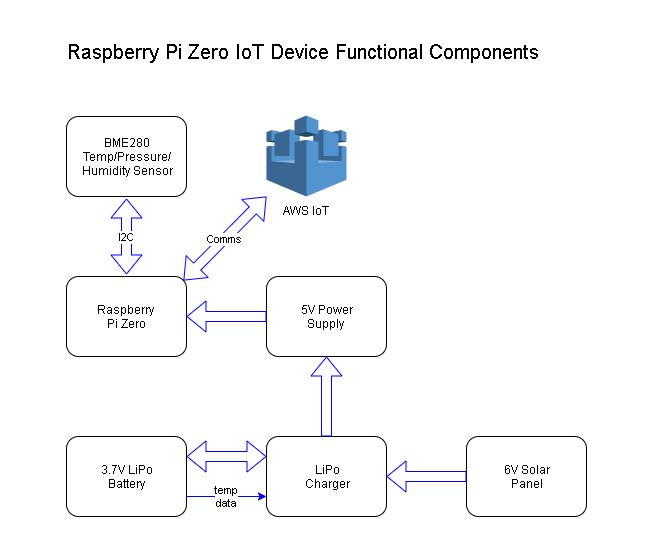 Raspberry Pi Zero IoT Device Functional Components
BME280
Temp/Pressure/
Humidity Sensor
AWS IoT
I2C
Comms
Raspberry
Pi Zero
5V Power
Supply
3.7V LiPo
Battery
temp
data
LiPo
Charger
6V Solar
Panel